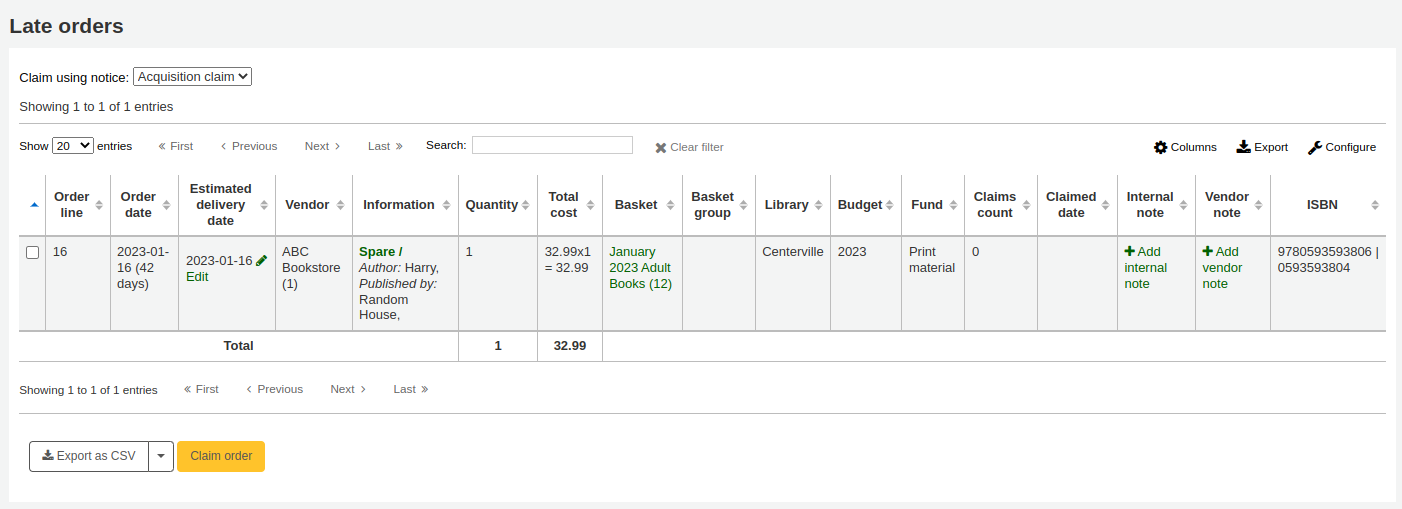 Late orders
Claim using notice: Acquisition claim
Showing 1 to 1 of 1 entries
Show 20 entries First Previous Next Last Search: Clear filter Columns Export Configure
Order line
Order date
Estimated delivery date
Vendor
Information
Quantity
Total cost
Basket
Basket group
Library
Budget
Fund
Claims count
Claimed date
Internal note
Vendor note
ISBN
16
2023-01-
16 (42
days)
2023-01-16
Edit
ABC
Bookstore
(1)
Spare /
Author: Harry,
Published by:
Random
House,
1
32.99x1
= 32.99
January
2023 Adult
Books (12)
Centerville
2023
Print
material
0
Add
internal
note
Add
vendor
note
9780593593806 |
0593593804
Total 1 32.99
Showing 1 to 1 of 1 entries First Previous Next Last
Export as CSV Claim order